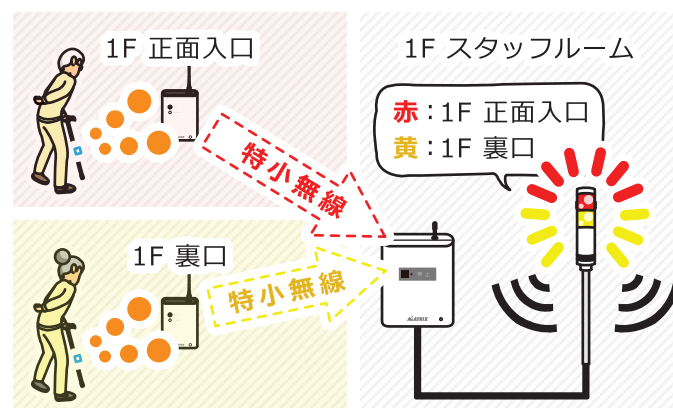 1F 正面入口
特小無線
1F 裏口
特小無線
1F スタッフルーム
赤：1F 正面入口
黄：1F 裏口
MATRIX